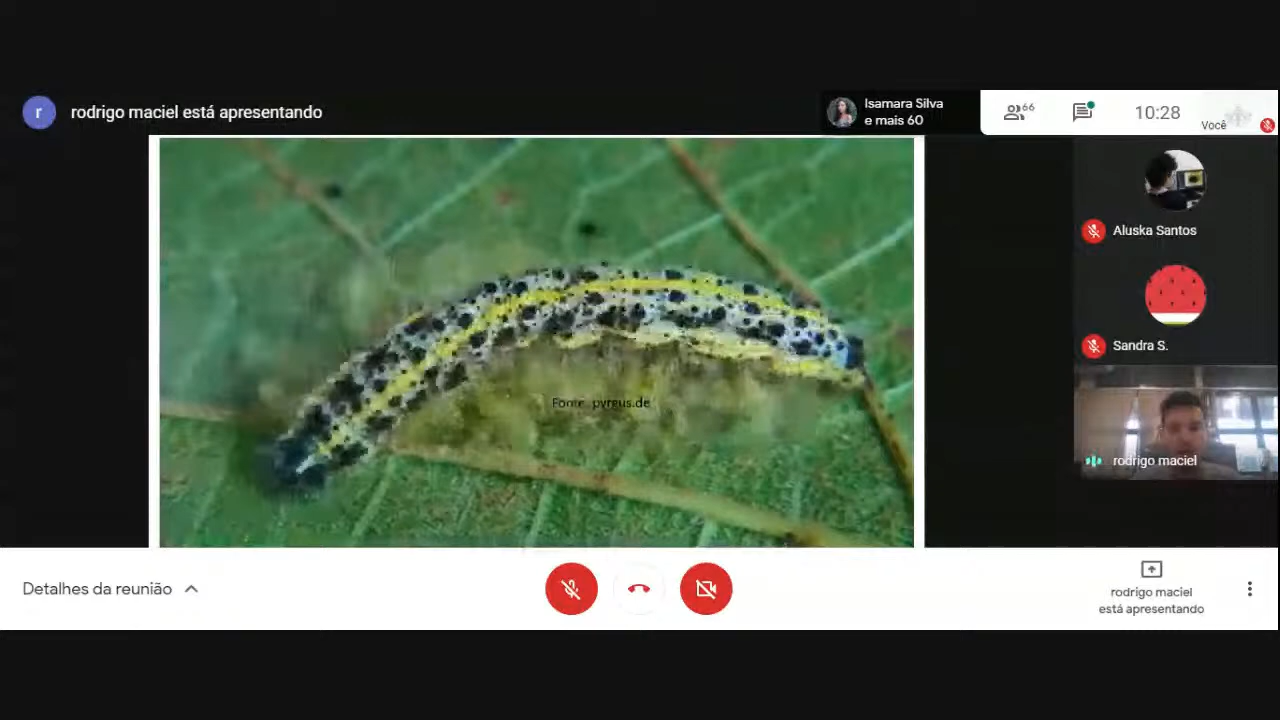 r
rodrigo maciel está apresentando
Isamara Silva
e mais 60
66
10:28
Você
Aluska Santos
Sandra S.
rodrigo maciel
Fonte: pyrgus.de
Detalhes da reunião
rodrigo maciel
está apresentando